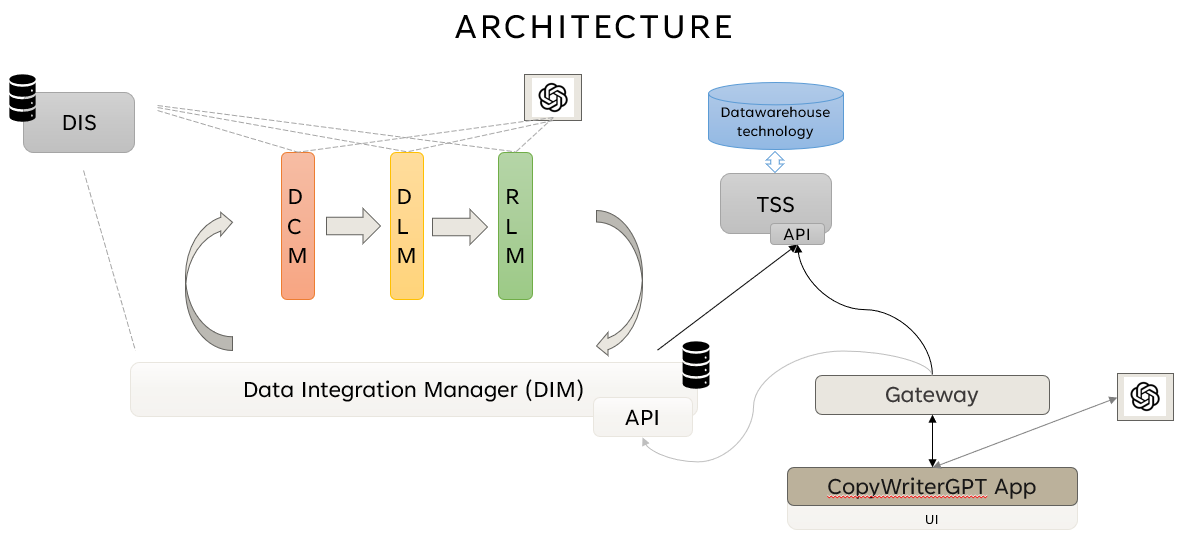 ARCHITECTURE
DIS
Datawarehouse
technology
D
C
M
D
L
M
R
L
M
TSS
API
Data Integration Manager (DIM)
API
Gateway
CopyWriterGPT App
UI